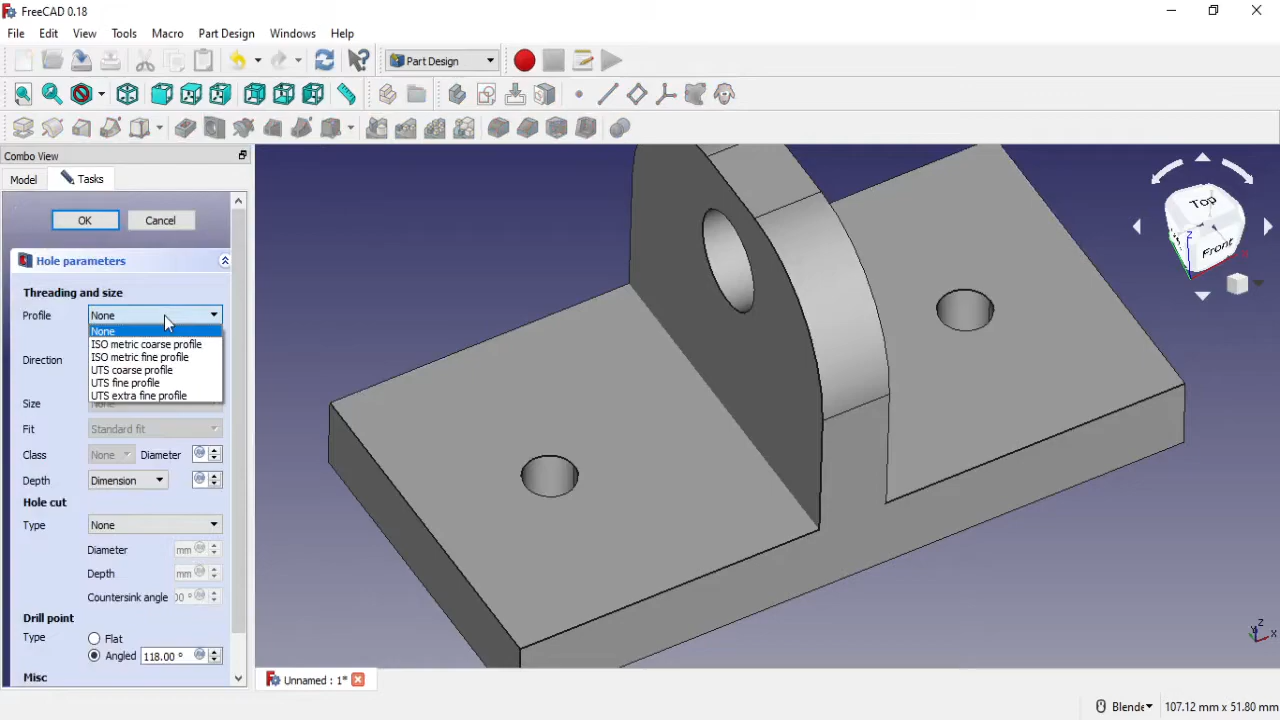 FreeCAD 0.18
File Edit View Tools Macro Part Design Windows Help
Part Design
Combo View
Model Tasks
OK Cancel
Hole parameters
Threading and size
Profile None
None
ISO metric coarse profile
ISO metric fine profile
UTS coarse profile
UTS fine profile
UTS extra fine profile
Direction
Size None
Fit Standard fit
Class None Diameter
Depth Dimension
Hole cut
Type None
Diameter mm
Depth mm
Countersink angle 00 °
Drill point
Type Flat
Angled 118.00 °
Misc
Top
Front
Z
X
Z
Y
X
Unnamed : 1*
Blende 107.12 mm x 51.80 mm